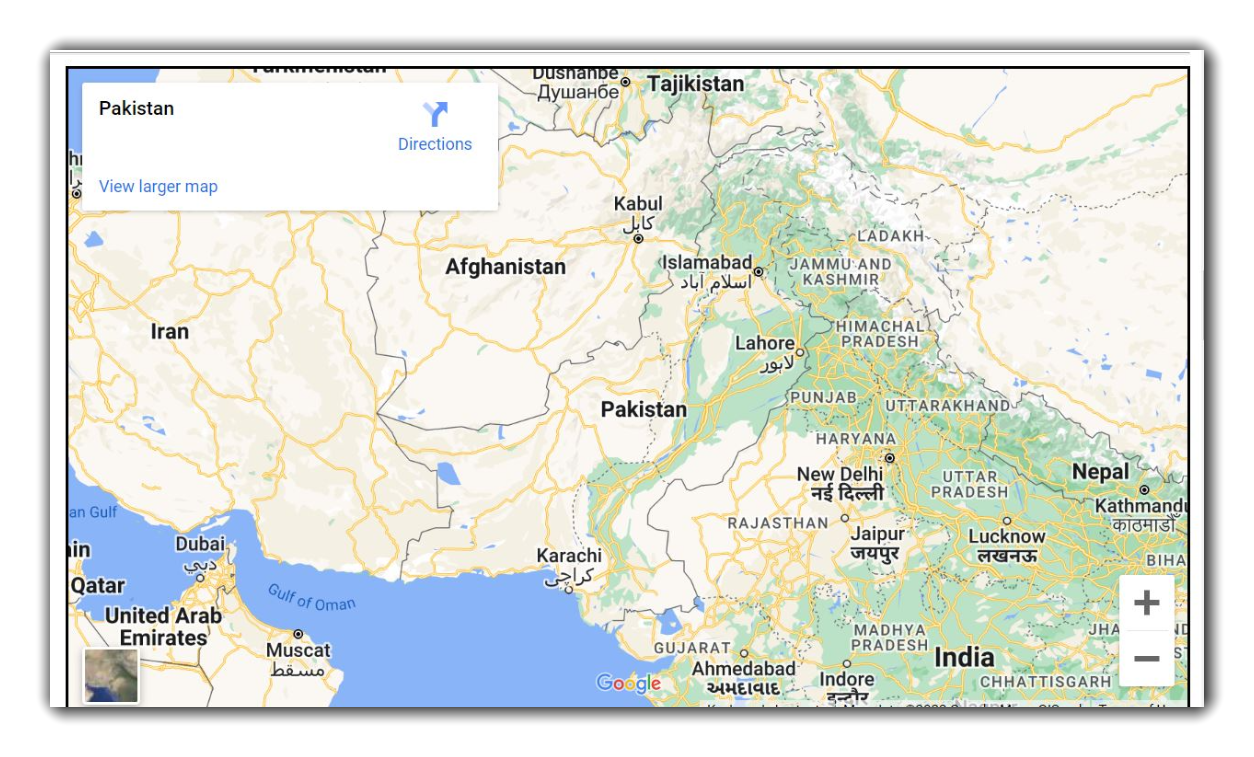 Turkmenistan
Dushanbe
Душанбе
Tajikistan
Pakistan
Directions
View larger map
Kabul
کابل
LADAKH
Afghanistan
Islamabad
اسلام آباد
JAMMU AND
KASHMIR
Iran
HIMACHAL
PRADESH
Lahore
لاہور
PUNJAB
UTTARAKHAND
Pakistan
HARYANA
New Delhi
नई दिल्ली
UTTAR
PRADESH
Nepal
Kathmandu
काठमाडौं
an Gulf
RAJASTHAN
Jaipur
जयपुर
Lucknow
लखनऊ
in
Dubai
دبي
Karachi
کراچی
BIHA
Qatar
Gulf of Oman
United Arab
Emirates
Muscat
مسقط
MADHYA
PRADESH
JHA
ND
GUJARAT
India
Ahmedabad
અમદાવાદ
Indore
इन्दौर
CHHATTISGARH
Google